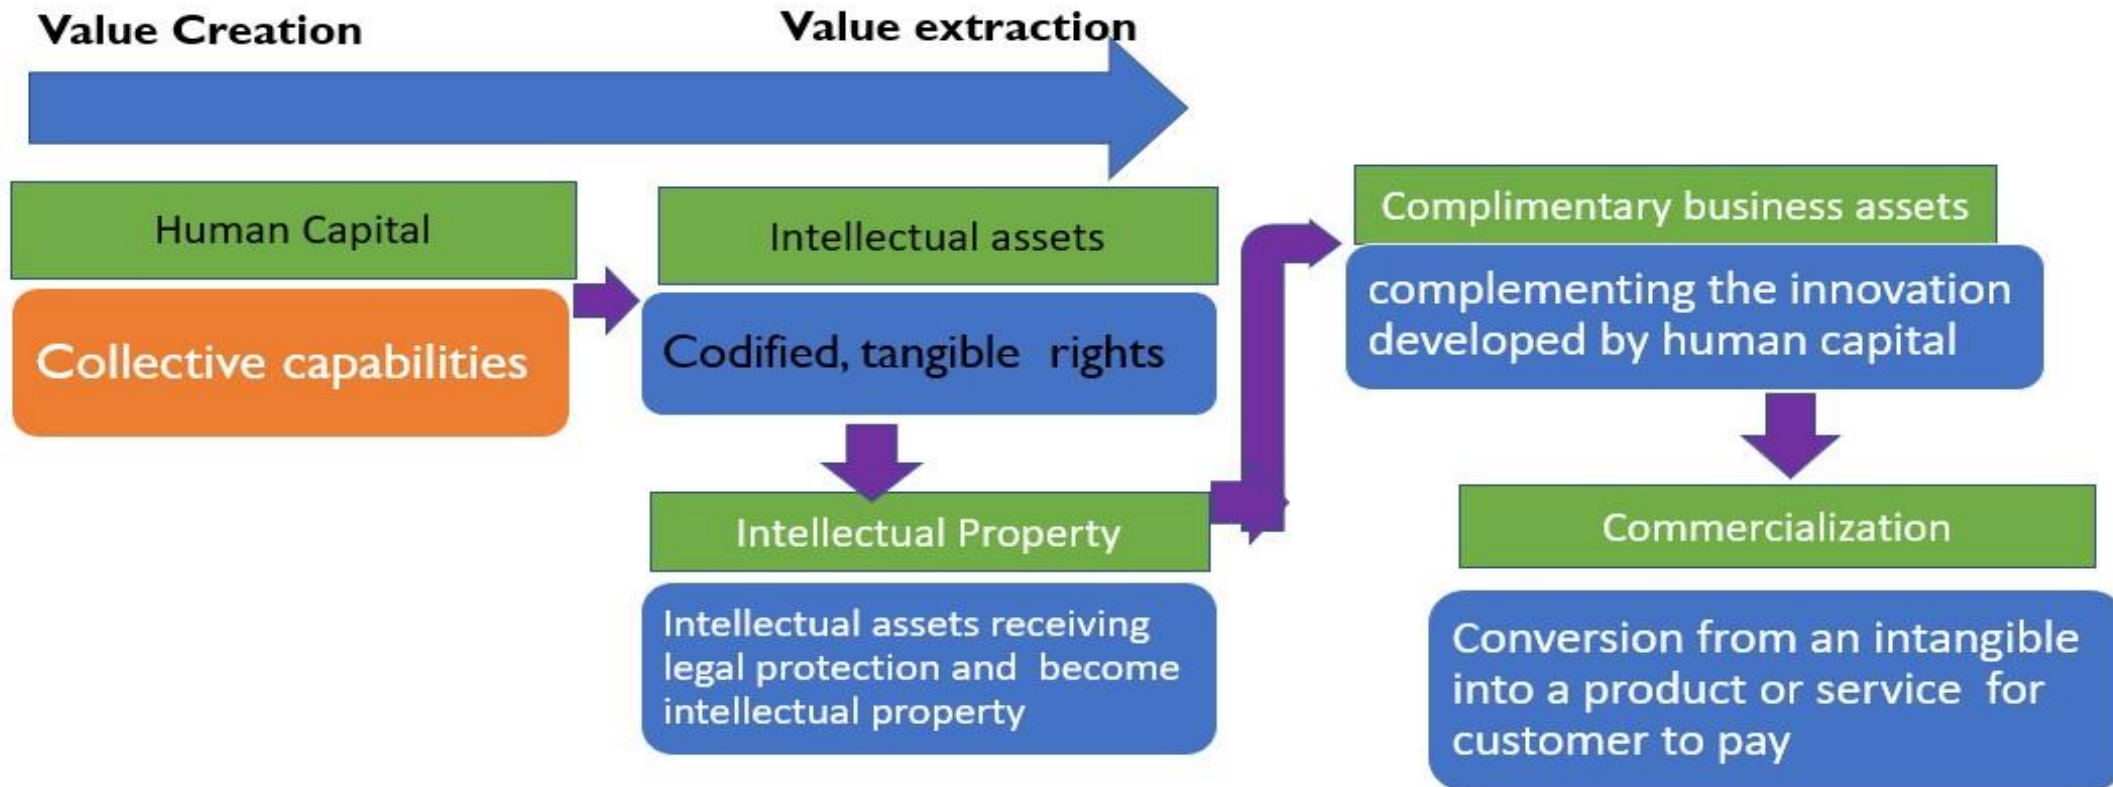 Value Creation
Value extraction
Human Capital
Collective capabilities
Intellectual assets
Codified, tangible rights
Intellectual Property
Intellectual assets receiving
legal protection and become
intellectual property
Complimentary business assets
complementing the innovation
developed by human capital
Commercialization
Conversion from an intangible
into a product or service for
customer to pay